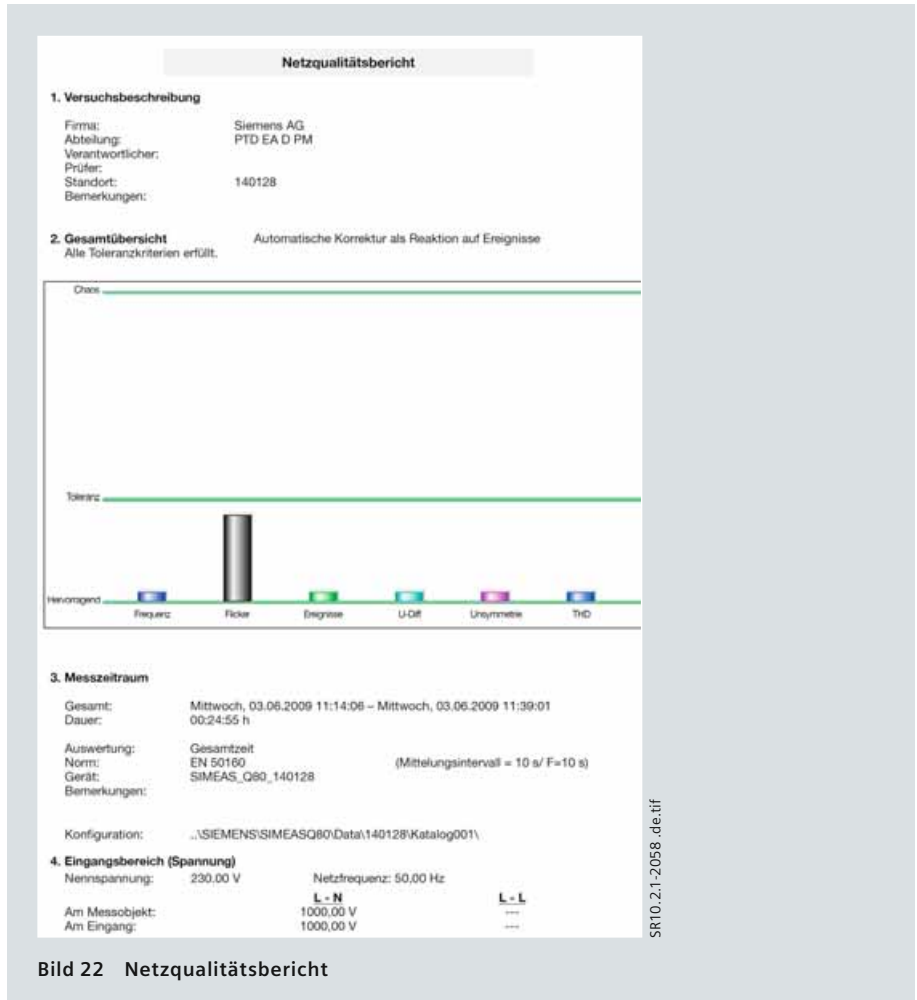 Netzqualitätsbericht
1. Versuchsbeschreibung
Firma: Siemens AG
Abteilung: PTD EA D PM
Verantwortlicher:
Prüfer:
Standort: 140128
Bemerkungen:
2. Gesamtübersicht Automatische Korrektur als Reaktion auf Ereignisse
Alle Toleranzkriterien erfüllt.
Chaos
Toleranz
Hervorragend
Frequenz Flicker Ereignisse U-Diff Unsymmetrie THD
3. Messzeitraum
Gesamt: Mittwoch, 03.06.2009 11:14:06 – Mittwoch, 03.06.2009 11:39:01
Dauer: 00:24:55 h
Auswertung: Gesamtzeit
Norm: EN 50160 (Mittelungsintervall = 10 s/ F=10 s)
Gerät: SIMEAS_Q80_140128
Bemerkungen:
Konfiguration: ..\SIEMENS\SIMEASQ80\Data\140128\Katalog001\
4. Eingangsbereich (Spannung)
Nennspannung: 230,00 V Netzfrequenz: 50,00 Hz
L - N L - L
Am Messobjekt: 1000,00 V ---
Am Eingang: 1000,00 V ---
SR10.2.1-2058 .de.tif
Bild 22 Netzqualitätsbericht